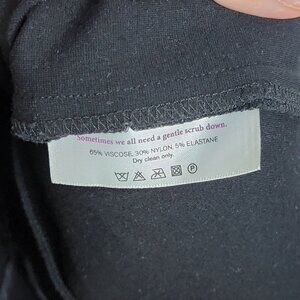 Sometimes we all need a gentle scrub down.
65% VISCOSE, 30% NYLON, 5% ELASTANE
Dry clean only.
P